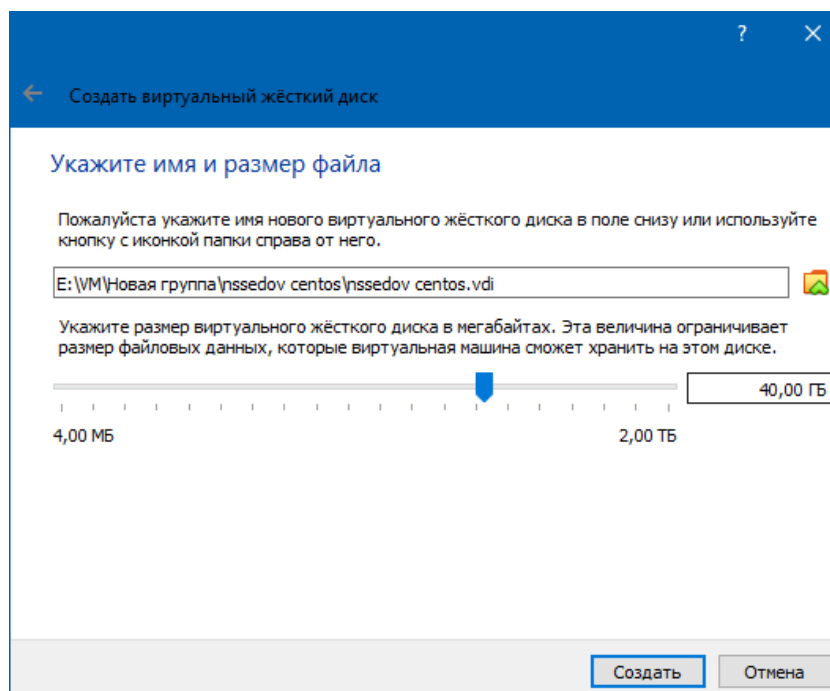 ?
Создать виртуальный жёсткий диск
Укажите имя и размер файла
Пожалуйста укажите имя нового виртуального жёсткого диска в поле снизу или используйте
кнопку с иконкой папки справа от него.
E:\VM\Новая группа\nssedov centos\nssedov centos.vdi
Укажите размер виртуального жёсткого диска в мегабайтах. Эта величина ограничивает
размер файловых данных, которые виртуальная машина сможет хранить на этом диске.
40,00 ГБ
4,00 МБ 2,00 ТБ
Создать Отмена